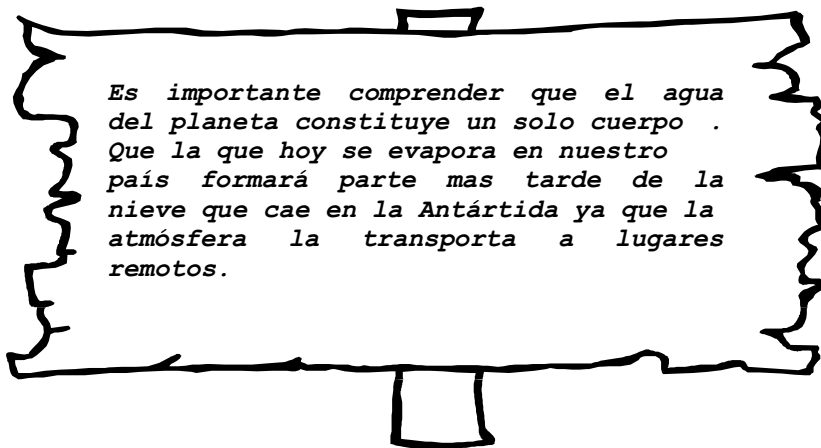 Es importante comprender que el agua
del planeta constituye un solo cuerpo .
Que la que hoy se evapora en nuestro
país formará parte mas tarde de la
nieve que cae en la Antártida ya que la
atmósfera la transporta a lugares
remotos.